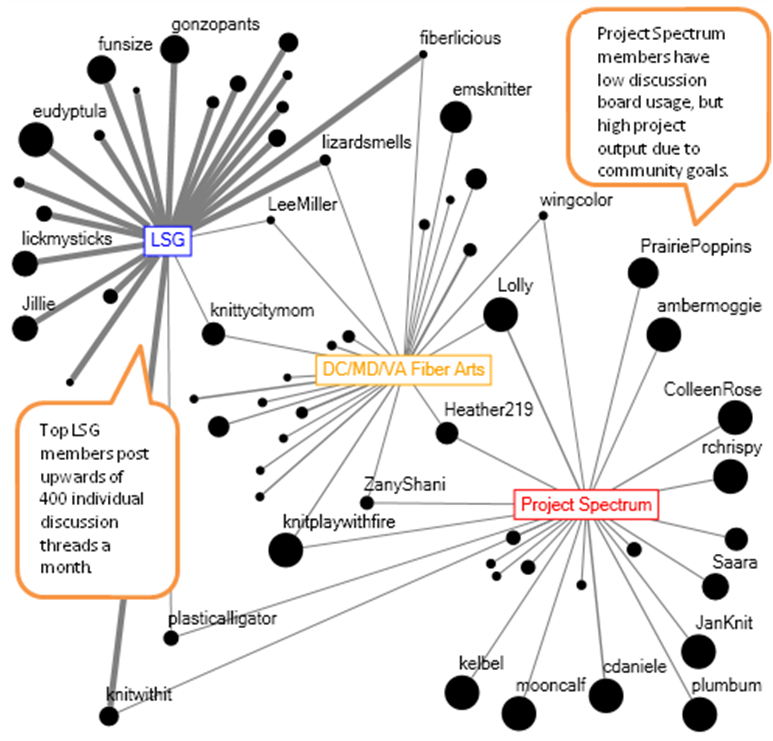 gonzopants
funsize
fiberlicious
Project Spectrum
members have
low discussion
board usage, but
high project
output due to
community goals.
emsknitter
eudyptula
lizardsmells
LeeMiller
wingcolor
LSG
lickmysticks
PrairiePoppins
Jillie
knittycitymom
Lolly
ambermoggie
DC/MD/VA Fiber Arts
ColleenRose
Heather219
Top LSG
members post
upwards of
400 individual
discussion
threads a
month.
rchrispy
ZanyShani
Project Spectrum
knitplaywithfire
Saara
plasticalligator
JanKnit
kelbel
mooncalf
cdaniele
plumbum
knitwithit